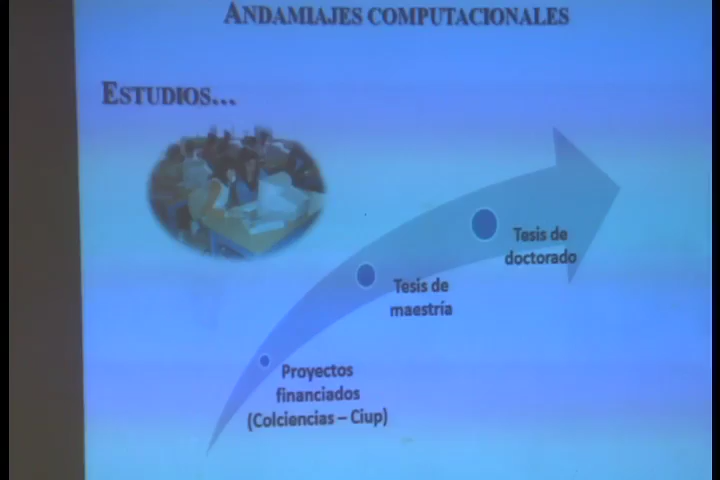 ANDAMIAJES COMPUTACIONALES
ESTUDIOS...
Tesis de
doctorado
Tesis de
maestría
Proyectos
financiados
(Colciencias – Ciup)